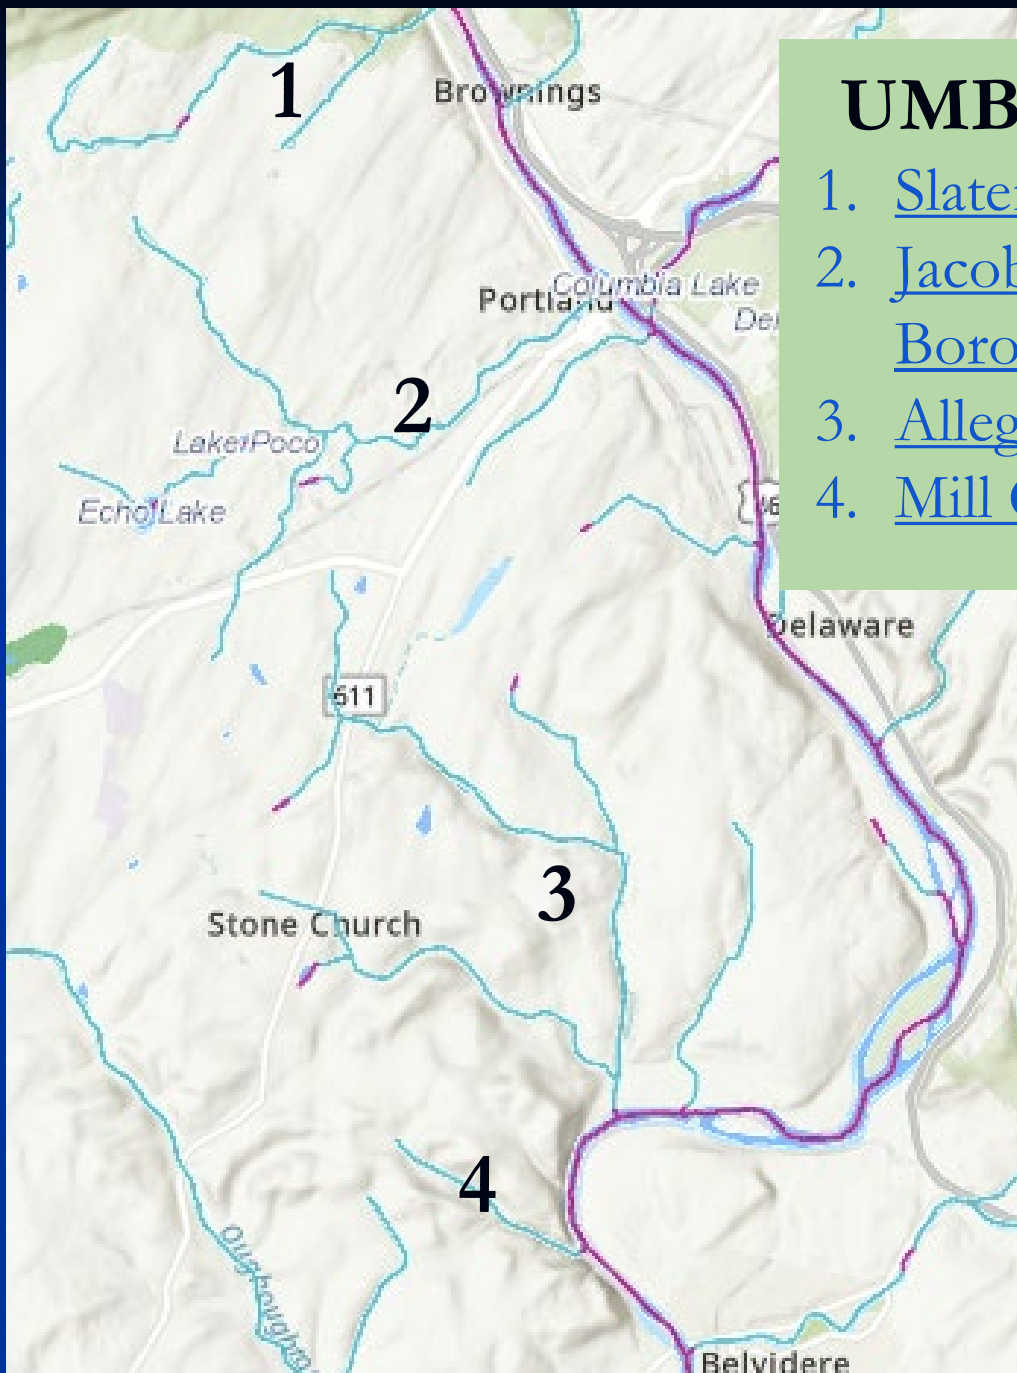 1
Brownings
UMB
1. Slate
2. Jacob
Boro
3. Alleg
4. Mill
Columbia Lake
Portland
De
2
Lake Poco
Echo Lake
Delaware
611
3
Stone Church
4
Belvidere